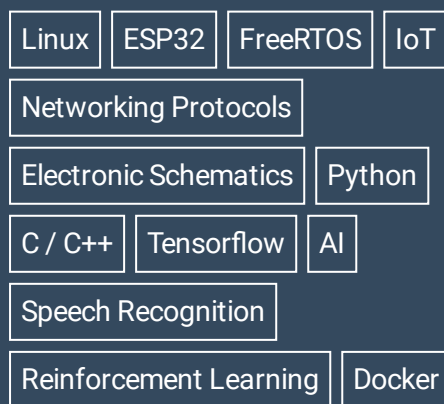 Linux ESP32 FreeRTOS IoT
Networking Protocols
Electronic Schematics Python
C / C++ Tensorflow AI
Speech Recognition
Reinforcement Learning Docker